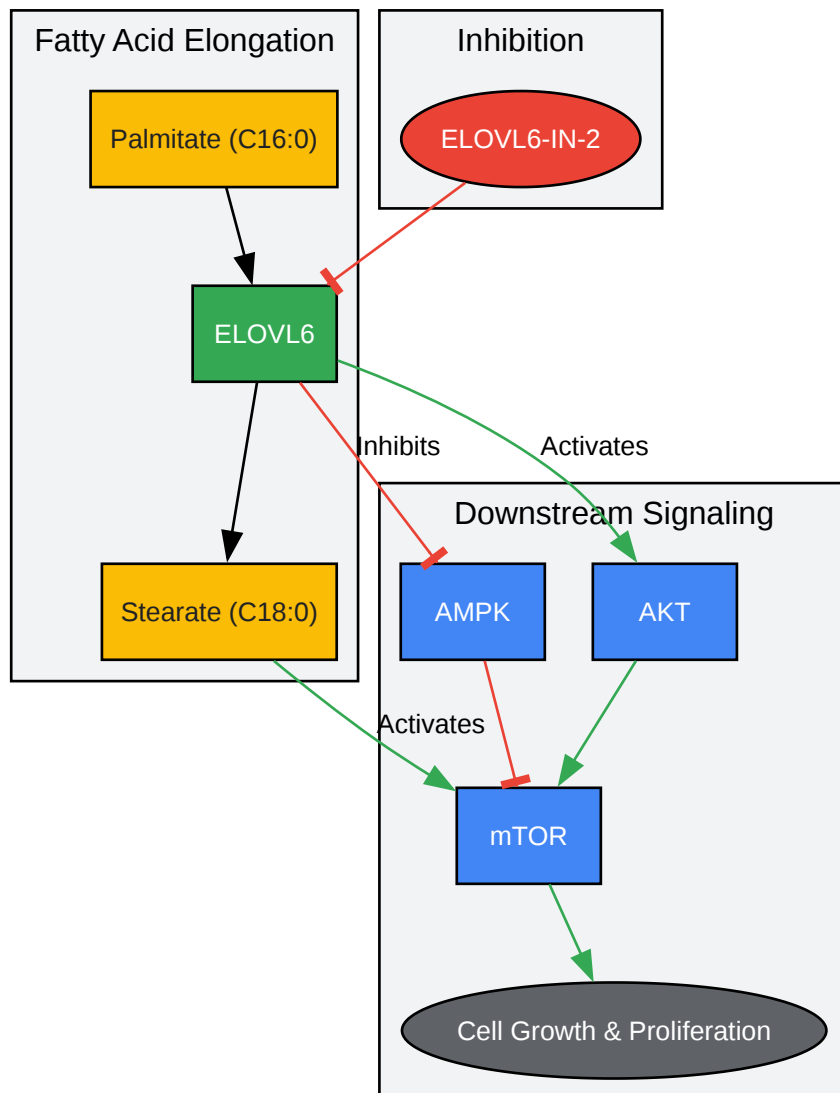 Fatty Acid Elongation
Inhibition
Palmitate (C16:0)
ELOVL6-IN-2
ELOVL6
Inhibits
Activates
Downstream Signaling
Stearate (C18:0)
AMPK
AKT
Activates
mTOR
Cell Growth & Proliferation